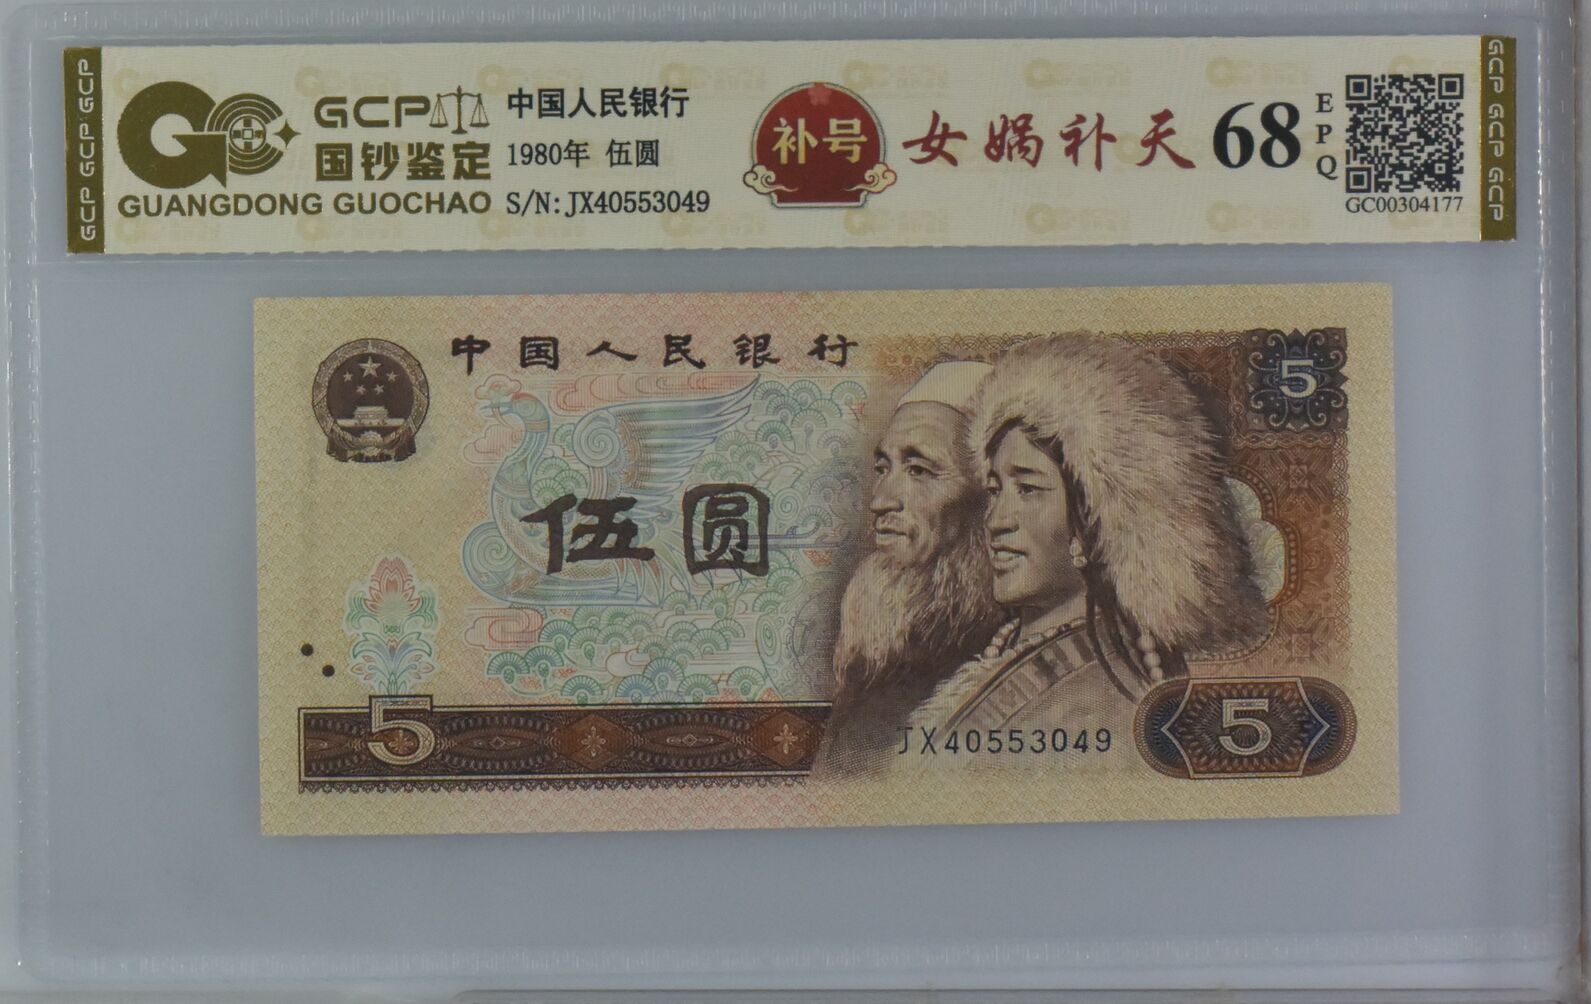 GCP GCP GCP
GCP
国钞鉴定
GUANGDONG GUOCHAO
中国人民银行
1980年 伍圆
S/N: JX40553049
补号
女娲补天
68
EPQ
GC00304177
GCP GCP GCP
中国人民银行
5
伍圆
5
JX40553049
5